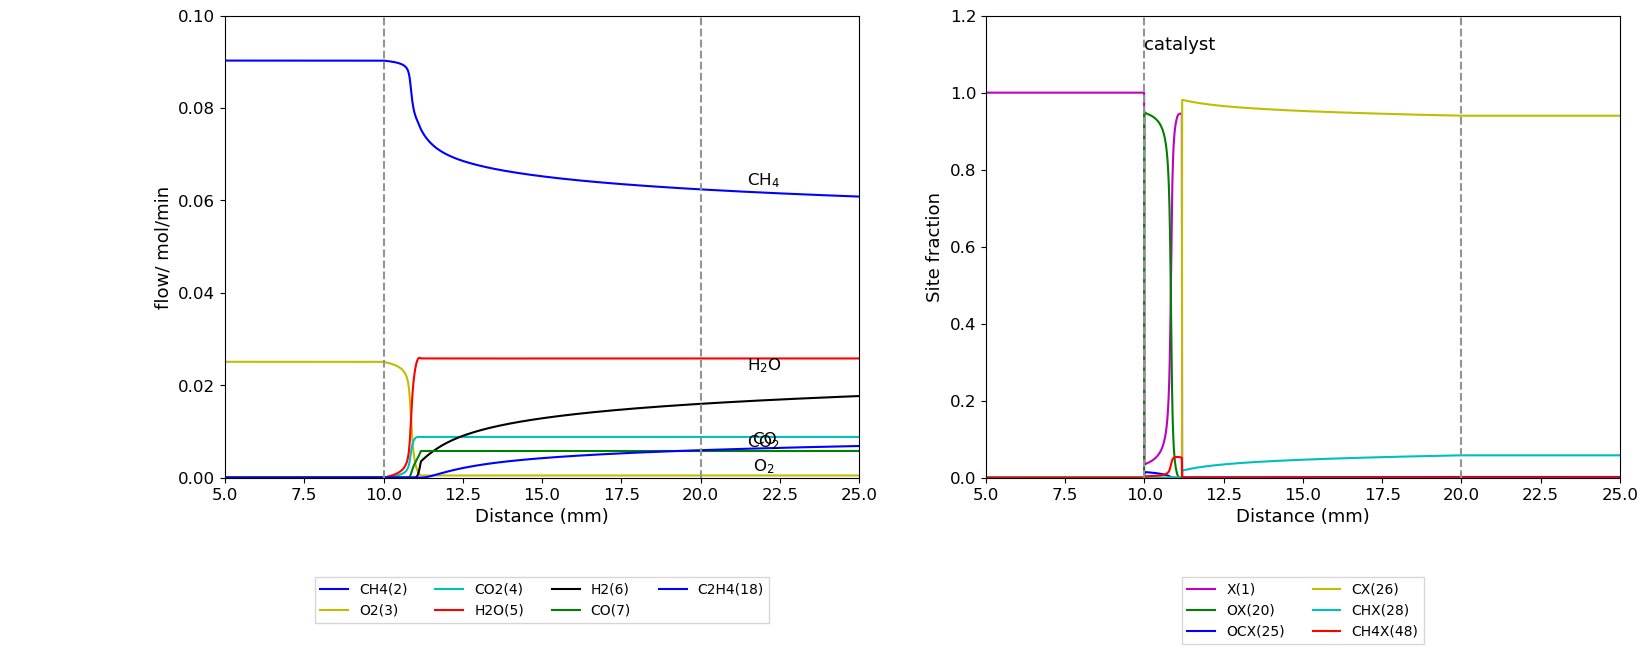 0.10
0.08
0.06
0.04
0.02
0.00
flow/ mol/min
CH₄
H₂O
CO
CO₂
O₂
5.0 7.5 10.0 12.5 15.0 17.5 20.0 22.5 25.0
Distance (mm)
CH4(2) CO2(4) H2(6) C2H4(18)
O2(3) H2O(5) CO(7)
1.2
1.0
0.8
0.6
0.4
0.2
0.0
Site fraction
catalyst
5.0 7.5 10.0 12.5 15.0 17.5 20.0 22.5 25.0
Distance (mm)
X(1) CX(26)
OX(20) CHX(28)
OCX(25) CH4X(48)